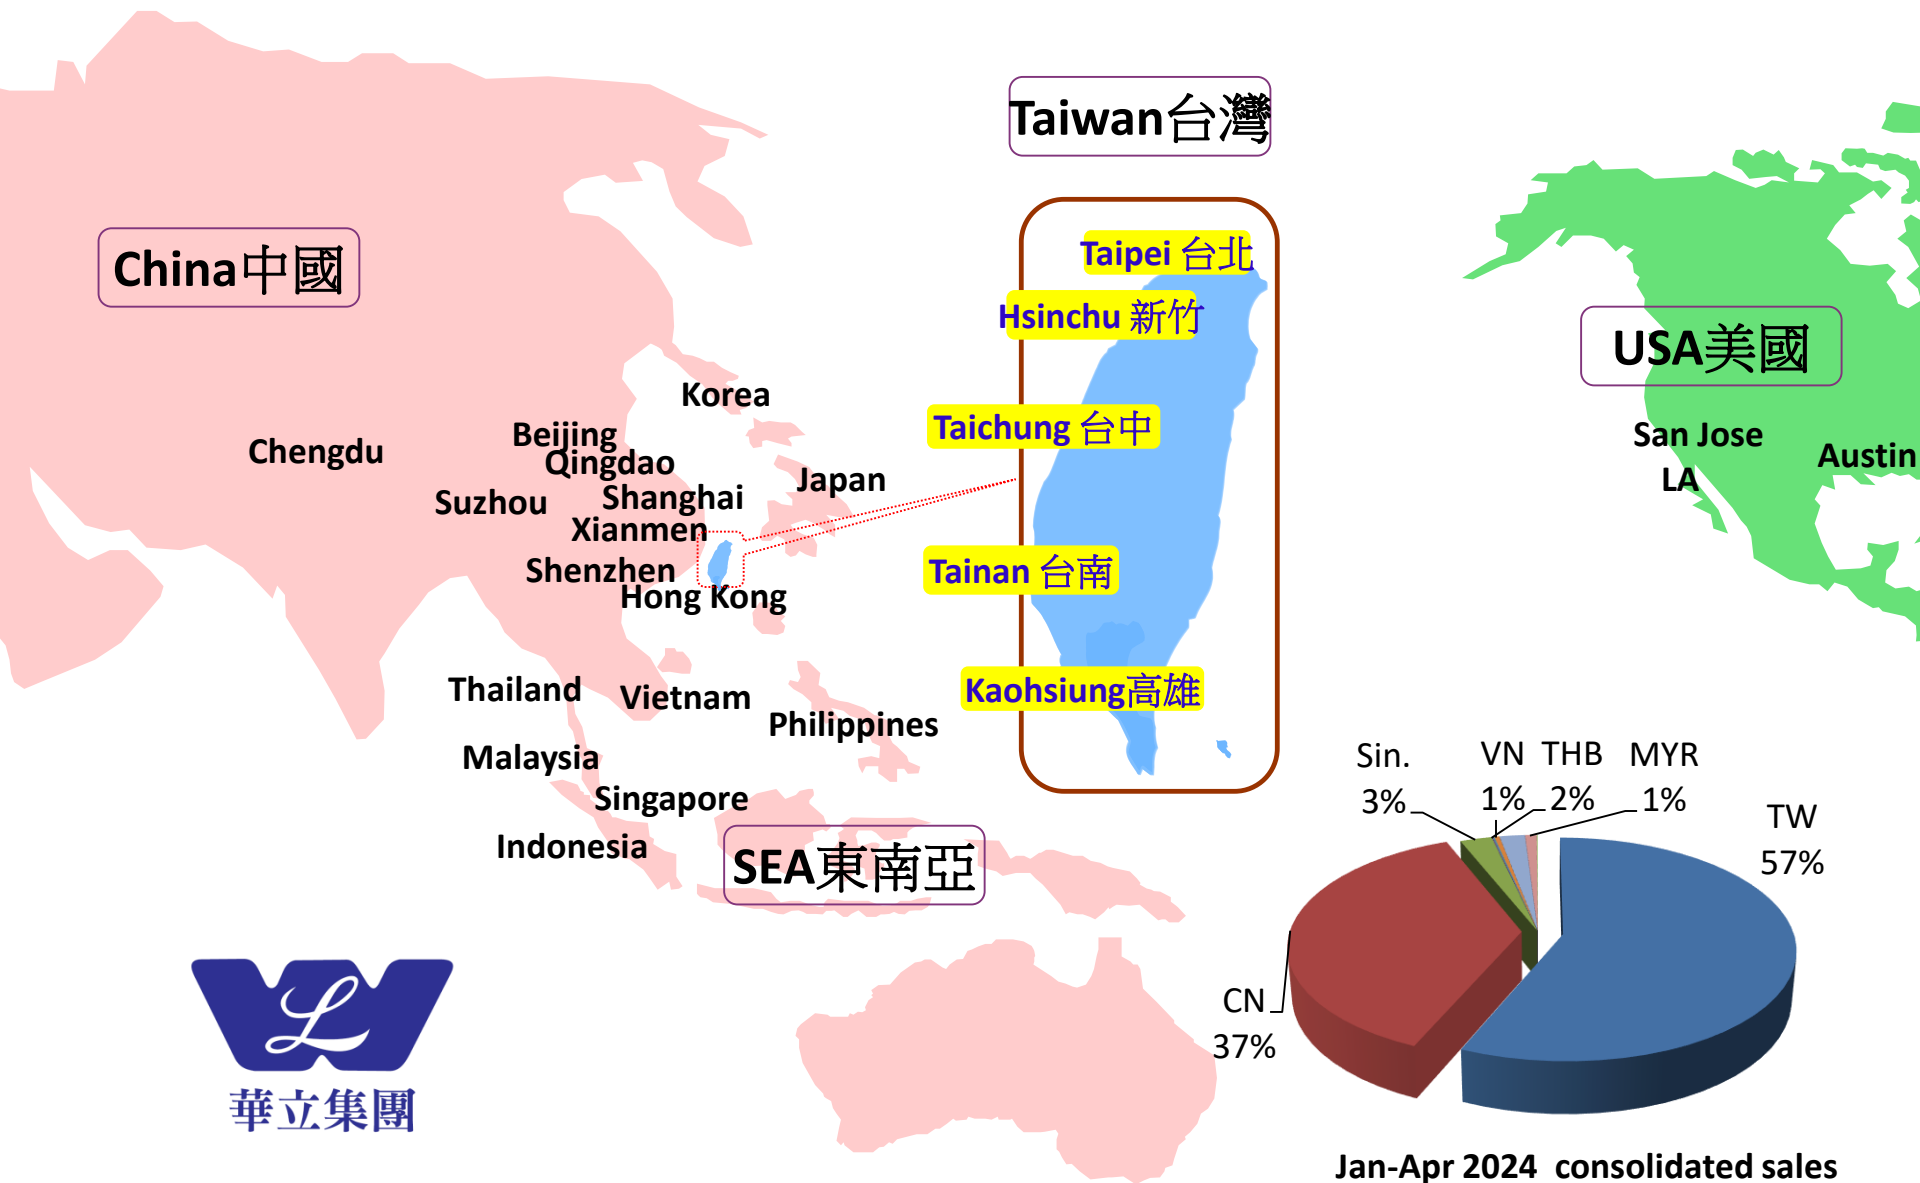 Taiwan台灣
China中國
Taipei 台北
Hsinchu 新竹
USA美國
Korea
Taichung 台中
Beijing
San Jose
Chengdu
Qingdao
Austin
Japan
LA
Suzhou
Shanghai
Xianmen
Shenzhen
Tainan 台南
Hong Kong
Thailand
Vietnam
Kaohsiung高雄
Philippines
Malaysia
Singapore
Indonesia
SEA東南亞
Sin.
3%
VN
1%
THB
2%
MYR
1%
TW
57%
CN
37%
L
華立集團
Jan-Apr 2024 consolidated sales